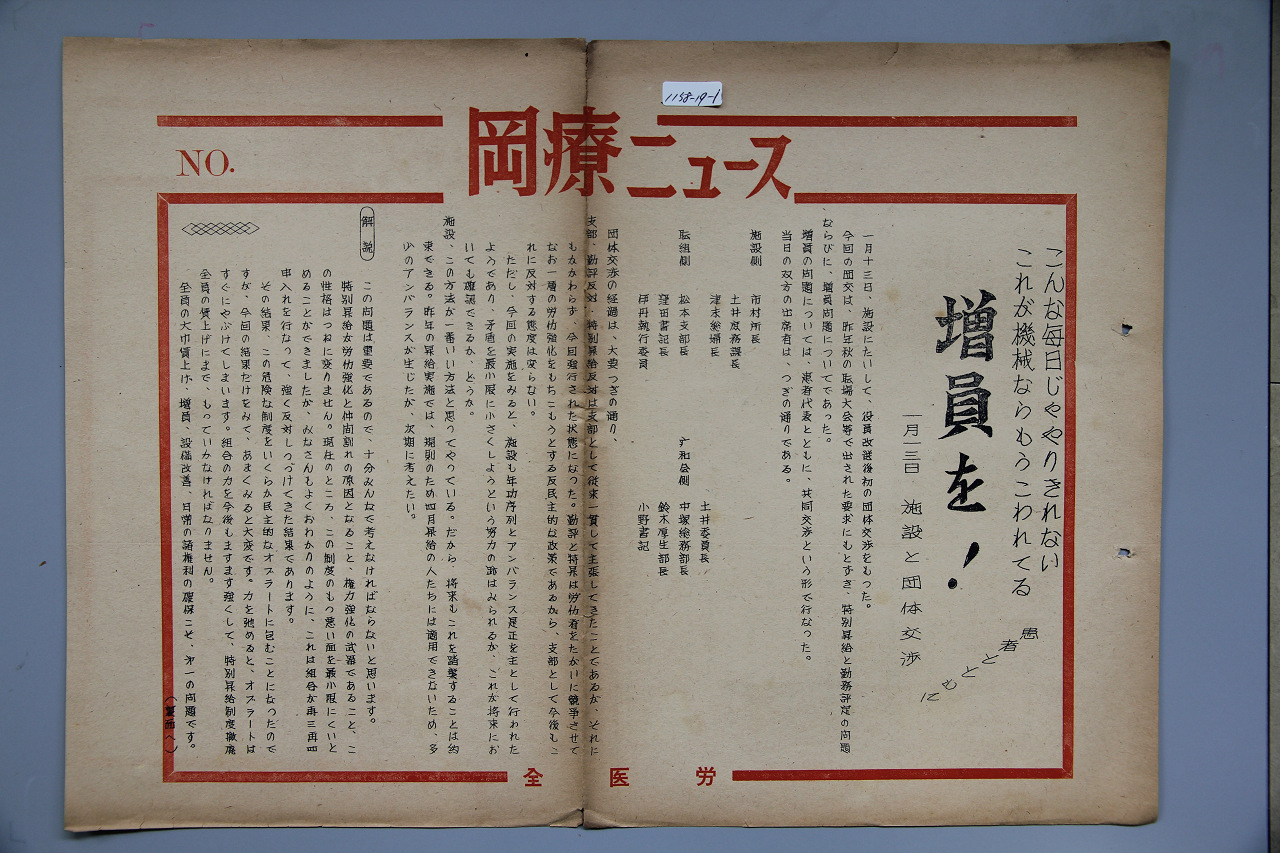 1158-19-1
岡療ニュース
NO.
こんな毎日じゃやりきれない
これが機械ならもうこわれてる
患者とともに
増員を!
一月一三日 施設と団体交渉
一月十三日、施設にたいして、役員改選後初の団体交渉をもった。
今回の団交は、昨年秋の職場大会等で出された要求にもとずき、特別昇給と勤務評定の問題
ならびに、増員問題についてであった。
増員の問題については、患者代表とともに、共同交渉という形で行なった。
当日の双方の出席者は、つぎの通りである。
施設側 市村所長
土井庶務課長
津末総婦長
職組側 松本支部長
窪田書記長
伊丹執行委員
広和会側 土井委員長
中塚総務部長
鈴木厚生部長
小野書記
団体交渉の経過は、大要つぎの通り、
支部、勤評反対・特別昇給反対は支部として従来一貫して主張してきたことであるが、それに
もかかわらず、今回強行された状態になった。勤評と特昇は労仂者をたがいに競争させて
なお一層の労仂強化をもちこもうとする反民主的な政策であるから、支部として今後もこ
れに反対する態度は変らない。
ただし、今回の実施をみると、施設も年功序列とアンバランス是正を主として行われた
ようであり、矛盾を最小限に小さくしようという努力の跡はみられるが、これが将来にお
いても確認できるか、どうか。
施設、この方法が一番いい方法と思ってやっている。だから、将来もこれを踏襲することは約
束できる。昨年の昇給実施では、規則のため四月昇給の人たちには適用できないため、多
少のアンバランスが生じたが、次期に考えたい。
解説
この問題は重要であるので、十分みんなで考えなければならないと思います。
特別昇給が労仂強化と仲間割れの原因となること、権力強化の武器であること、こ
の性格はつねに変りません。現在のところ、この制度のもつ悪い面を最小限にくいと
めることができましたが、みなさんもよくおわかりのように、これは組合が再三再四
申入れを行なって、強く反対しつづけてきた結果であります。
その結果、この危険な制度をいくらか民主的なオブラートに包むことになったので
すが、今回の結果だけをみて、あまくみると大変です。力を弛めると、オブラートは
すぐにやぶけてしまいます。組合の力を今後もますます強くして、特別昇給制度撤廃
全員の賃上げにまで、もっていかなければなりません。
全員の大巾賃上げ、増員、設備改善、日常の諸権利の確保こそ、第一の問題です。
(裏面へ)
全医労